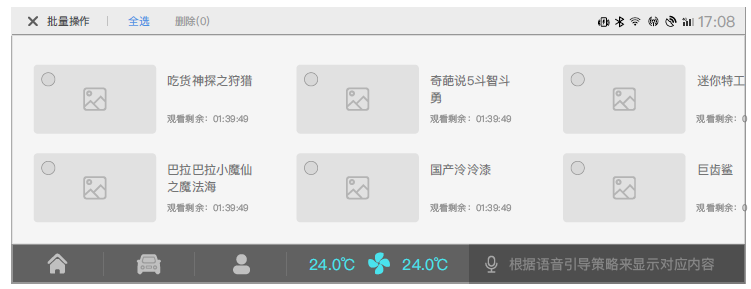 批量操作 全选 删除(0) 17:08
吃货神探之狩猎
观看剩余：01:39:49
奇葩说5斗智斗
勇
观看剩余：01:39:49
迷你特工
观看剩余：0
巴拉巴拉小魔仙
之魔法海
观看剩余：01:39:49
国产泠泠漆
观看剩余：01:39:49
巨齿鲨
观看剩余：0
24.0℃ 24.0℃ 根据语音引导策略来显示对应内容